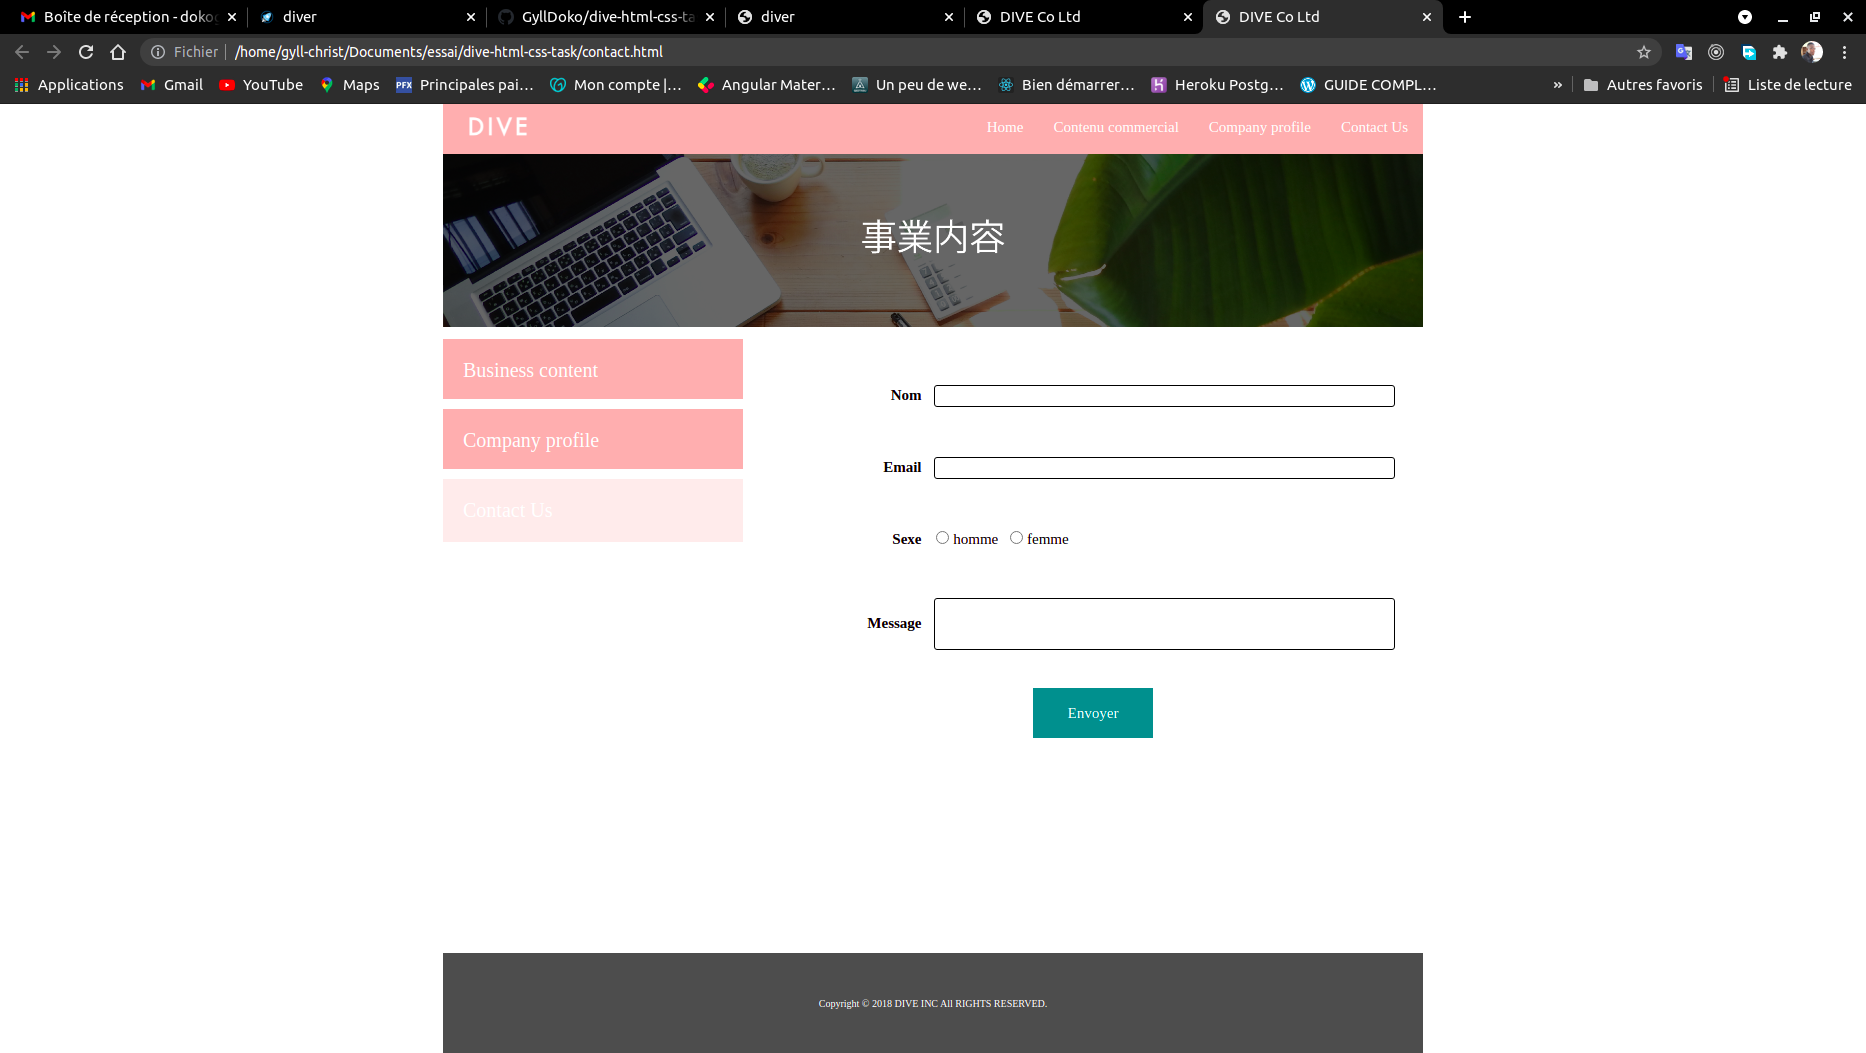 Boîte de réception - dokog
diver
GyllDoko/dive-html-css-ta
diver
DIVE Co Ltd
DIVE Co Ltd
Fichier
/home/gyll-christ/Documents/essai/dive-html-css-task/contact.html
Applications
Gmail
YouTube
Maps
PFX
Principales pai…
Mon compte |…
Angular Mater…
Un peu de we…
Bien démarrer…
Heroku Postg…
GUIDE COMPL…
»
Autres favoris
Liste de lecture
DIVE
Home
Contenu commercial
Company profile
Contact Us
事業内容
Business content
Company profile
Contact Us
Nom
Email
Sexe
homme
femme
Message
Envoyer
Copyright © 2018 DIVE INC All RIGHTS RESERVED.